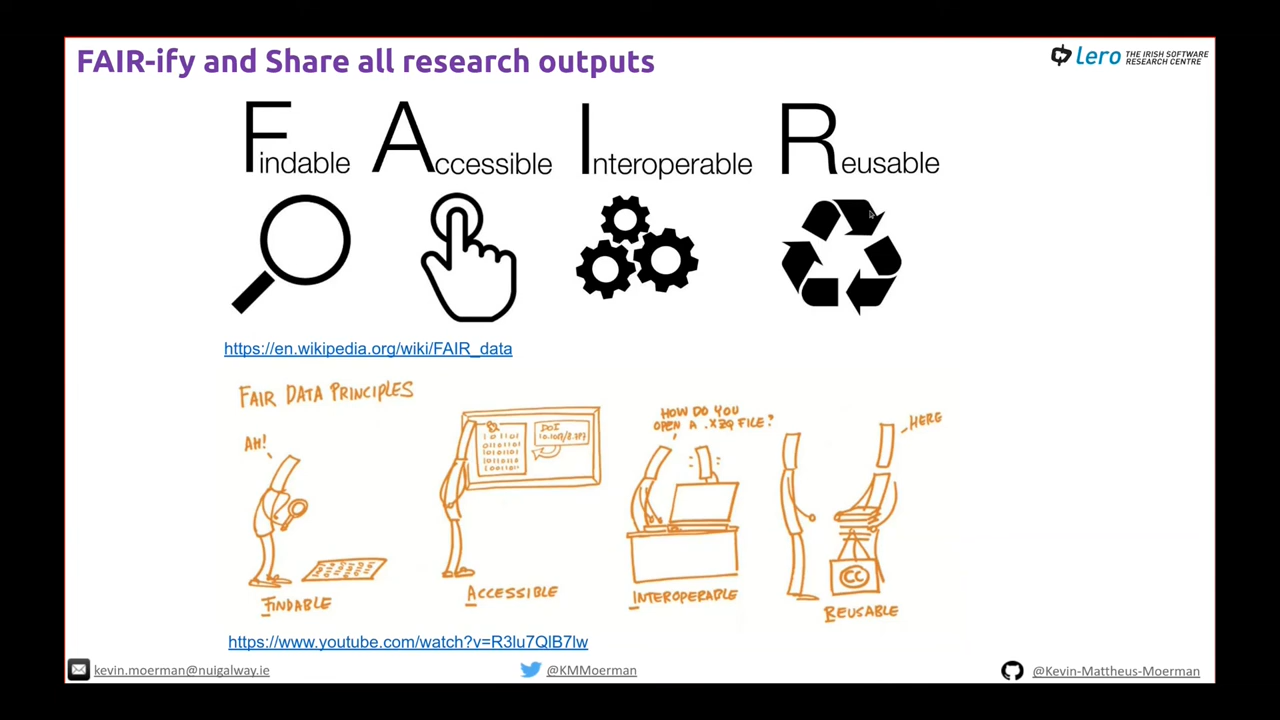 FAIR-ify and Share all research outputs
Lero THE IRISH SOFTWARE
RESEARCH CENTRE
Findable Accessible Interoperable Reusable
https://en.wikipedia.org/wiki/FAIR_data
FAIR DATA PRINCIPLES
AH!
DOI
HOW DO YOU
OPEN A .XZQ FILE?
HERE
CC
FINDABLE
ACCESSIBLE
INTEROPERABLE
REUSABLE
https://www.youtube.com/watch?v=R3lu7QlB7lw
kevin.moerman@nuigalway.ie
@KMMoerman
@Kevin-Mattheus-Moerman